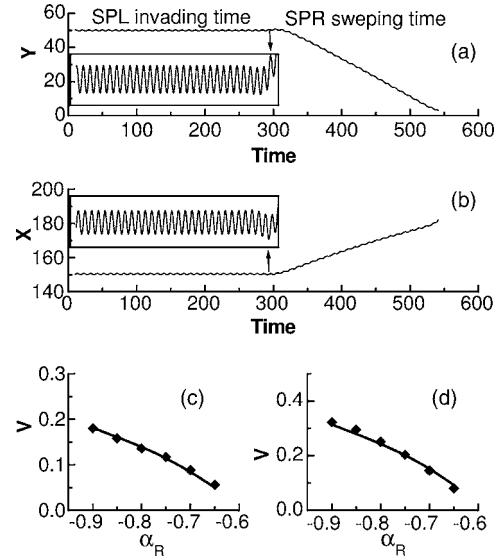 SPL invading time SPR sweping time
60
(a)
40
Y
20
0
0 100 200 300 400 500 600
Time
200
(b)
180
X
160
140
0 100 200 300 400 500 600
Time
0.3
(c)
0.2
V
0.1
0.0
-0.9 -0.8 -0.7 -0.6
α_R
(d)
0.4
V
0.2
0.0
-0.9 -0.8 -0.7 -0.6
α_R